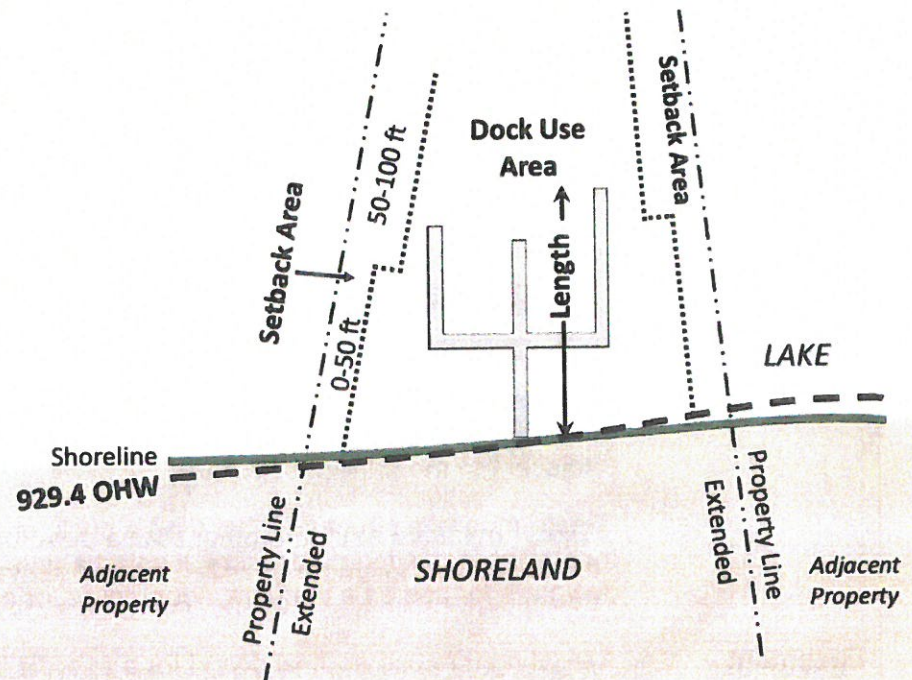 Dock Use
Area
Setback Area
50-100 ft
0-50 ft
Length
Setback Area
LAKE
Shoreline
929.4 OHW
Property Line
Extended
Adjacent
Property
SHORELAND
Property Line
Extended
Adjacent
Property